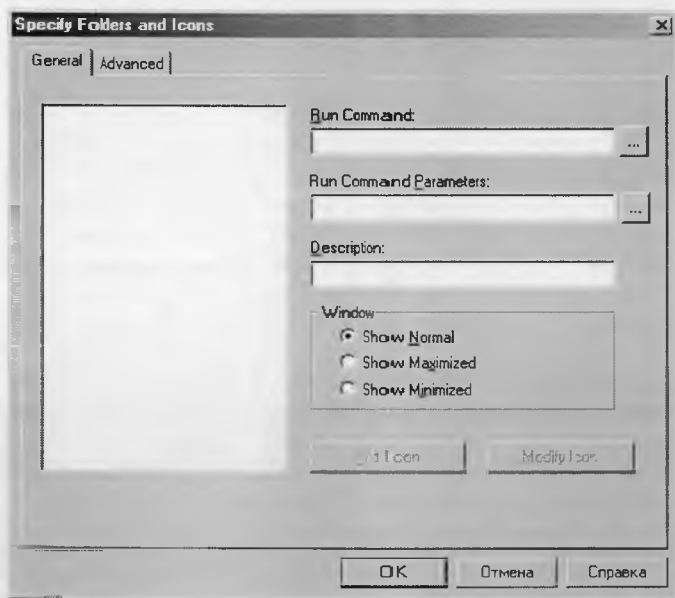 Specify Folders and Icons
General
Advanced
Run Command:
...
Run Command Parameters:
...
Description:
Window
Show Normal
Show Maximized
Show Minimized
Icon
Modify Icon
OK
Отмена
Справка